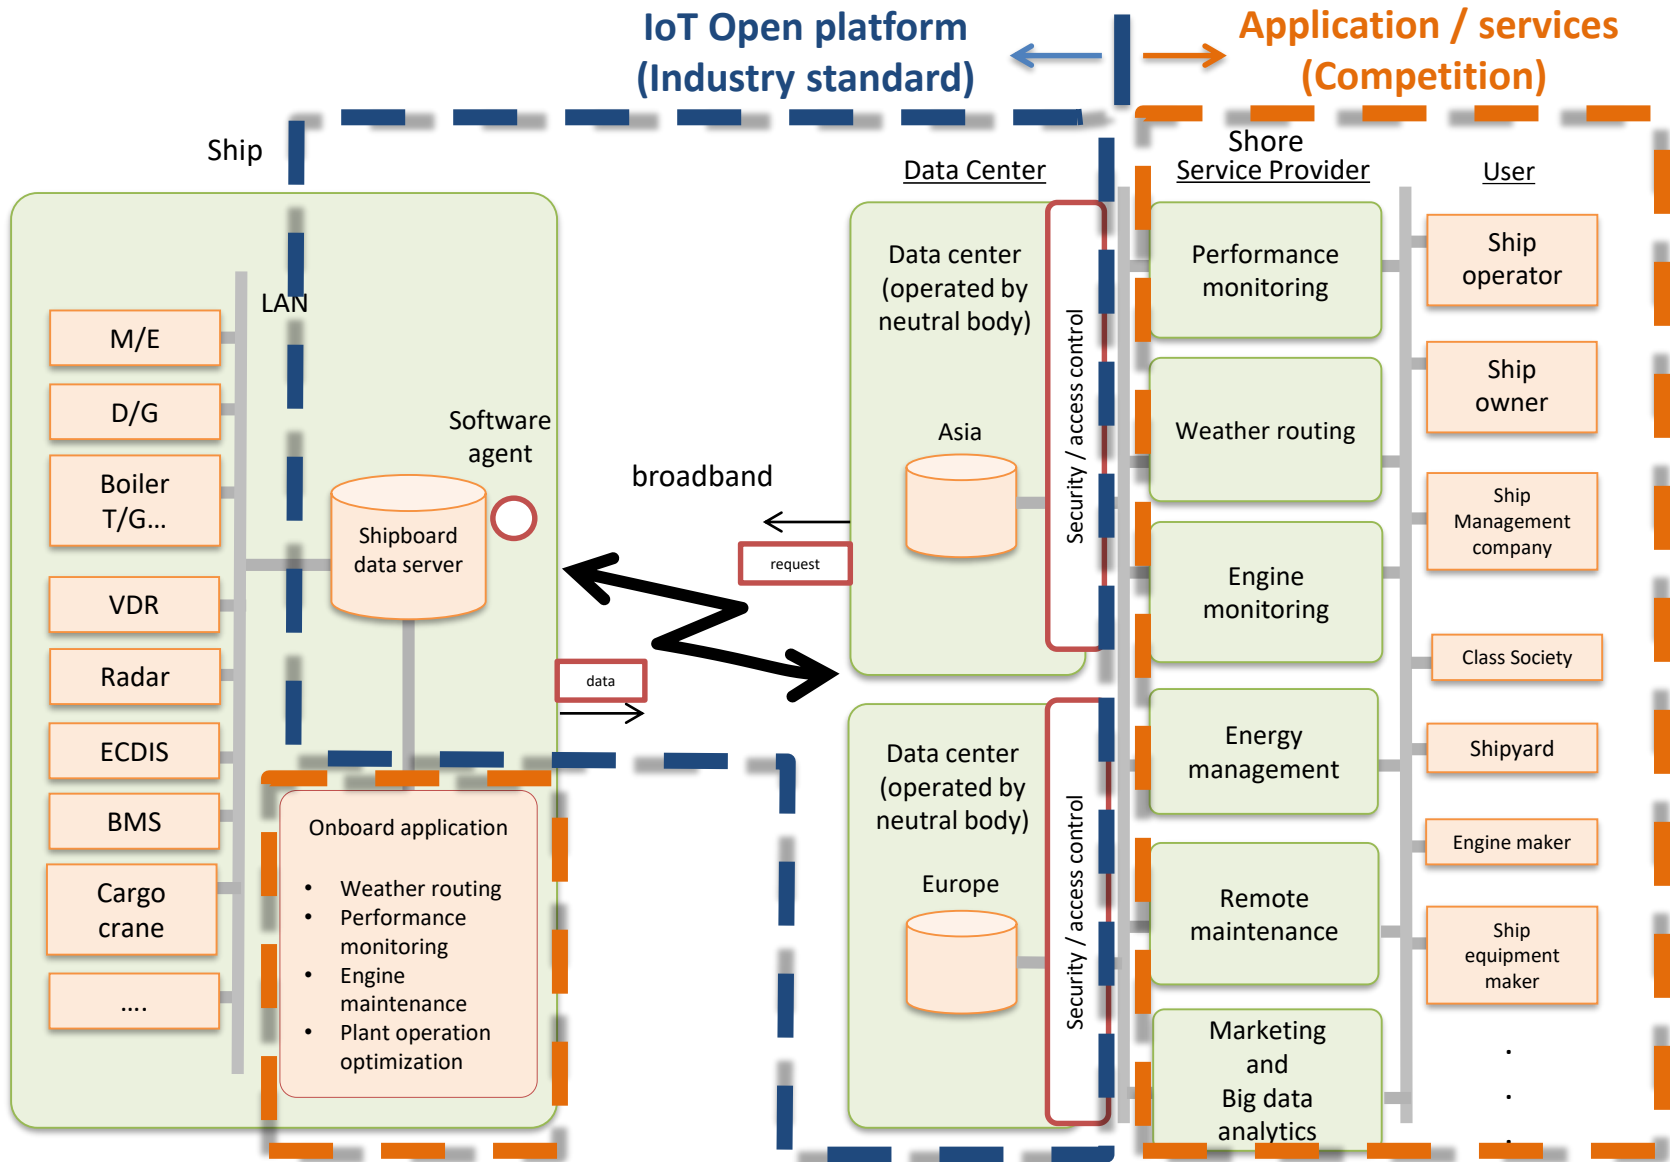 IoT Open platform
(Industry standard)
Application / services
(Competition)
Ship
LAN
M/E
D/G
Boiler
T/G...
VDR
Radar
ECDIS
BMS
Cargo
crane
....
Software
agent
Shipboard
data server
Onboard application
• Weather routing
• Performance
monitoring
• Engine
maintenance
• Plant operation
optimization
broadband
request
data
Data Center
Data center
(operated by
neutral body)
Asia
Security / access control
Data center
(operated by
neutral body)
Europe
Security / access control
Shore
Service Provider
Performance
monitoring
Weather routing
Engine
monitoring
Energy
management
Remote
maintenance
Marketing
and
Big data
analytics
User
Ship
operator
Ship
owner
Ship
Management
company
Class Society
Shipyard
Engine maker
Ship
equipment
maker
.
.
.